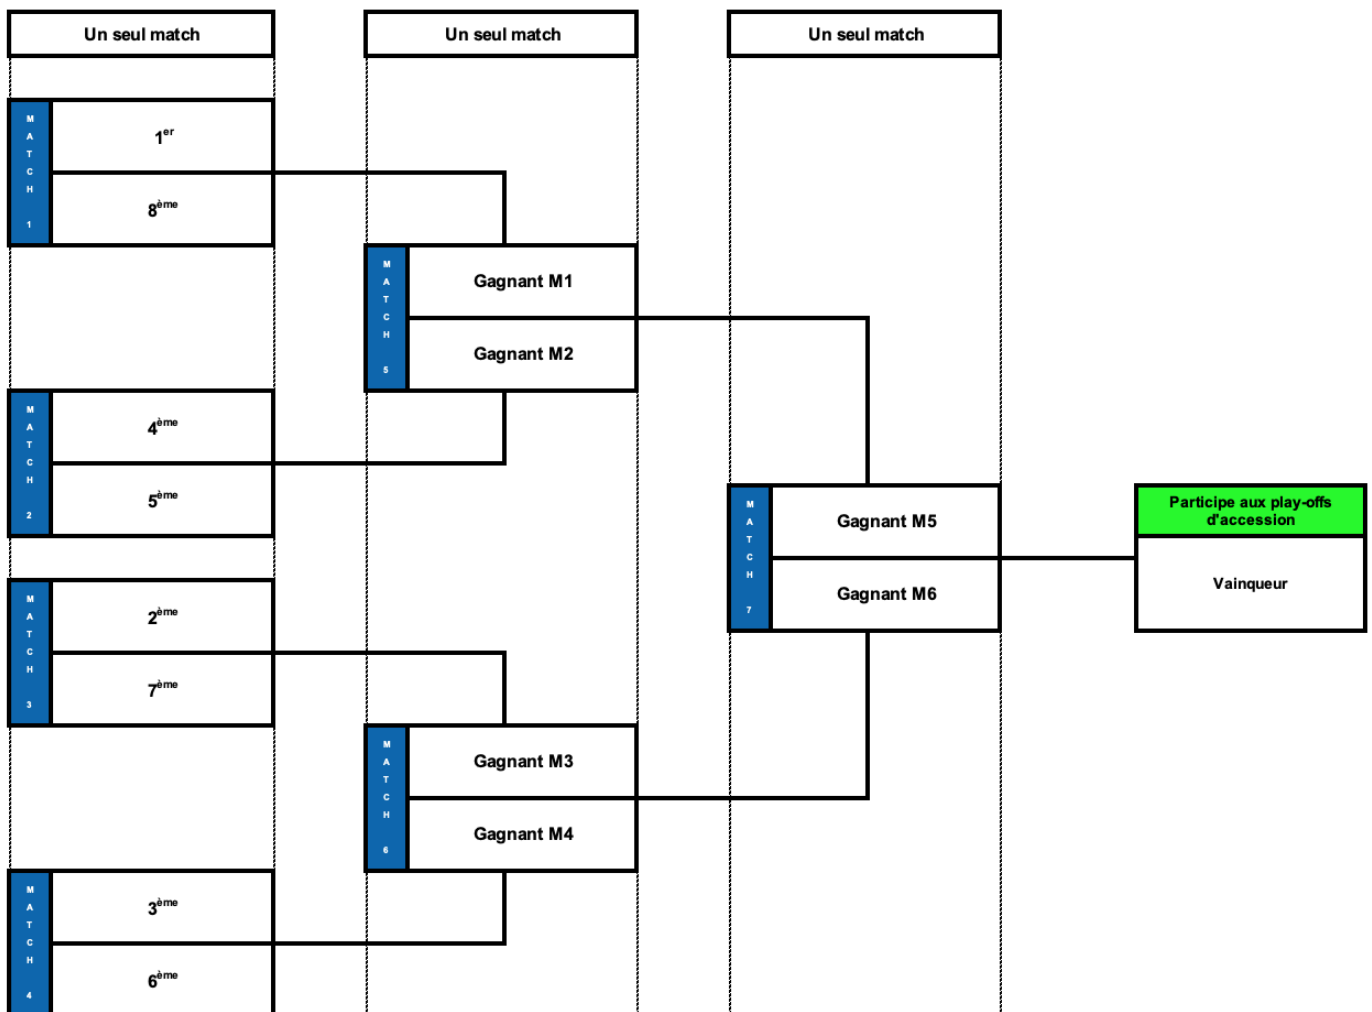 Un seul match
Un seul match
Un seul match
MATCH 1
1er
8ème
MATCH 5
Gagnant M1
Gagnant M2
MATCH 2
4ème
5ème
MATCH 7
Gagnant M5
Gagnant M6
Participe aux play-offs
d'accession
Vainqueur
MATCH 3
2ème
7ème
MATCH 6
Gagnant M3
Gagnant M4
MATCH 4
3ème
6ème